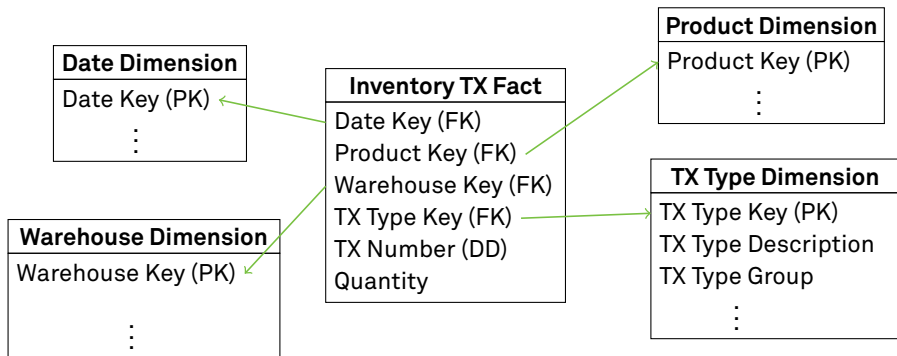 Date Dimension
Date Key (PK)
⋮
Inventory TX Fact
Date Key (FK)
Product Key (FK)
Warehouse Key (FK)
TX Type Key (FK)
TX Number (DD)
Quantity
Product Dimension
Product Key (PK)
⋮
Warehouse Dimension
Warehouse Key (PK)
⋮
TX Type Dimension
TX Type Key (PK)
TX Type Description
TX Type Group
⋮